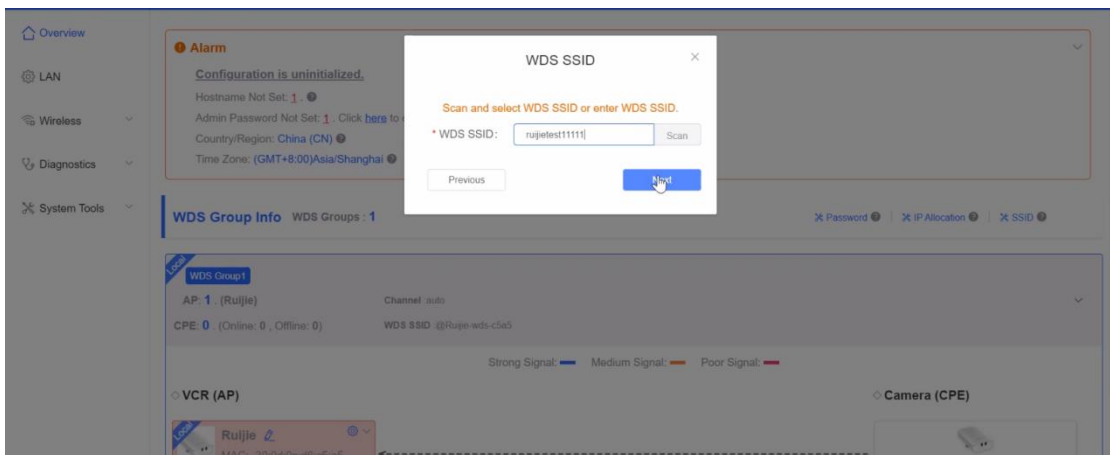 Overview
LAN
Wireless
Diagnostics
System Tools
Alarm
Configuration is uninitialized.
Hostname Not Set: 1 .
Admin Password Not Set: 1 . Click here to
Country/Region: China (CN)
Time Zone: (GMT+8:00)Asia/Shanghai
WDS SSID
Scan and select WDS SSID or enter WDS SSID.
* WDS SSID: ruijietest11111 Scan
Previous Next
WDS Group Info WDS Groups : 1
Password IP Allocation SSID
Local
WDS Group1
AP: 1 . (Ruijie) Channel auto
CPE: 0 . (Online: 0 , Offline: 0) WDS SSID @Ruijie-wds-c5a5
Strong Signal: Medium Signal: Poor Signal:
VCR (AP) Camera (CPE)
Local
Ruijie